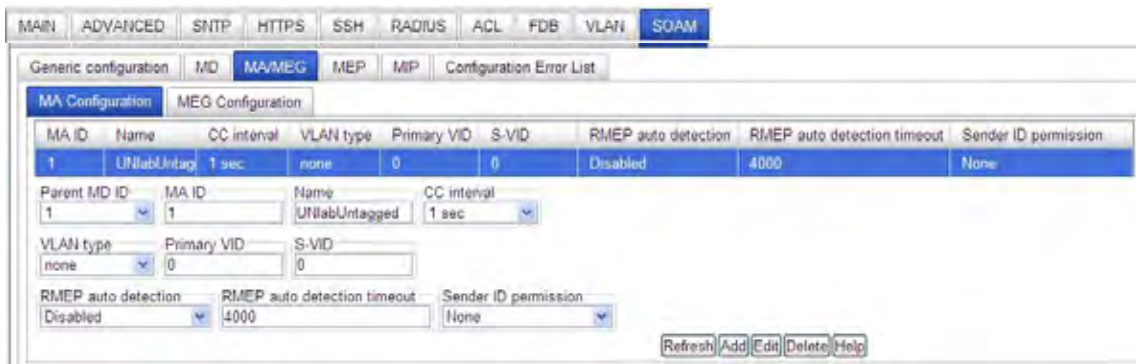 MAIN ADVANCED SNTP HTTPS SSH RADIUS ACL FDB VLAN SOAM
Generic configuration MD MA/MEG MEP MIP Configuration Error List
MA Configuration MEG Configuration
MA ID Name CC interval VLAN type Primary VID S-VID RMEP auto detection RMEP auto detection timeout Sender ID permission
1 UNIabUntag 1 sec none 0 0 Disabled 4000 None
Parent MD ID MA ID Name CC interval
1 1 UNIabUntagged 1 sec
VLAN type Primary VID S-VID
none 0 0
RMEP auto detection RMEP auto detection timeout Sender ID permission
Disabled 4000 None
Refresh Add Edit Delete Help